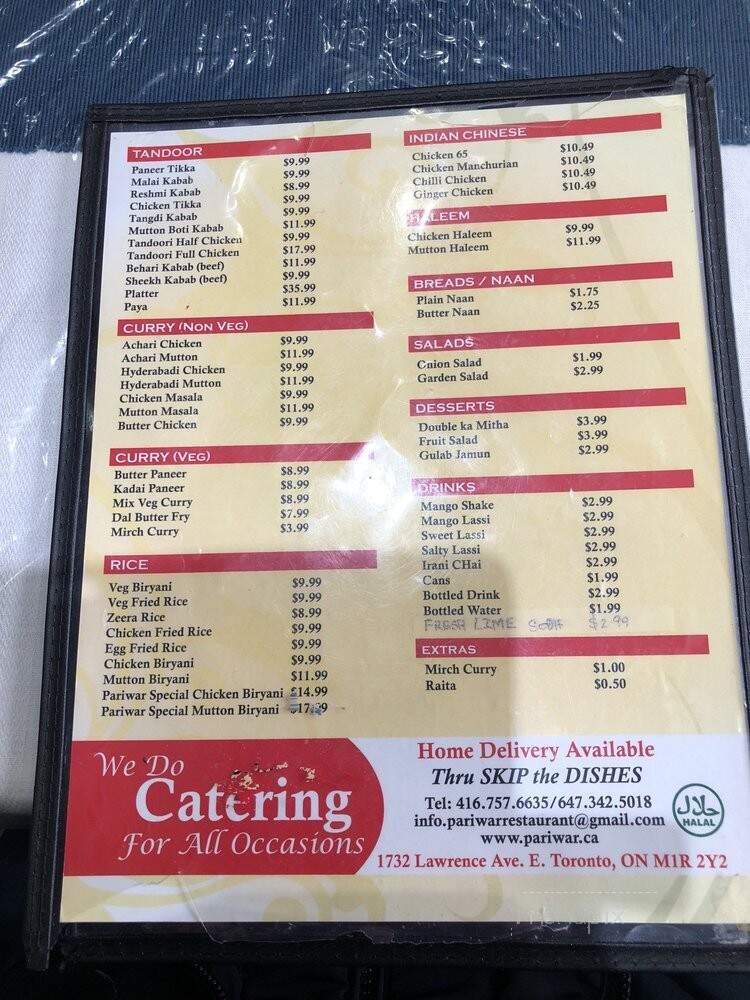 TANDOOR
Paneer Tikka $9.99
Malai Kabab $9.99
Reshmi Kabab $8.99
Chicken Tikka $9.99
Tangdi Kabab $9.99
Mutton Boti Kabab $11.99
Tandoori Half Chicken $9.99
Tandoori Full Chicken $17.99
Behari Kabab (beef) $11.99
Sheekh Kabab (beef) $9.99
Platter $35.99
Paya $11.99
CURRY (NON VEG)
Achari Chicken $9.99
Achari Mutton $11.99
Hyderabadi Chicken $9.99
Hyderabadi Mutton $11.99
Chicken Masala $9.99
Mutton Masala $11.99
Butter Chicken $9.99
CURRY (VEG)
Butter Paneer $8.99
Kadai Paneer $8.99
Mix Veg Curry $8.99
Dal Butter Fry $7.99
Mirch Curry $3.99
RICE
Veg Biryani $9.99
Veg Fried Rice $9.99
Zeera Rice $8.99
Chicken Fried Rice $9.99
Egg Fried Rice $9.99
Chicken Biryani $9.99
Mutton Biryani $11.99
Pariwar Special Chicken Biryani $14.99
Pariwar Special Mutton Biryani
INDIAN CHINESE
Chicken 65 $10.49
Chicken Manchurian $10.49
Chilli Chicken $10.49
Ginger Chicken $10.49
HALEEM
Chicken Haleem $9.99
Mutton Haleem $11.99
BREADS / NAAN
Plain Naan $1.75
Butter Naan $2.25
SALADS
Onion Salad $1.99
Garden Salad $2.99
DESSERTS
Double ka Mitha $3.99
Fruit Salad $3.99
Gulab Jamun $2.99
DRINKS
Mango Shake $2.99
Mango Lassi $2.99
Sweet Lassi $2.99
Salty Lassi $2.99
Irani CHai $2.99
Cans $1.99
Bottled Drink $2.99
Bottled Water $1.99
FRESH LIME SODA $2.99
EXTRAS
Mirch Curry $1.00
Raita $0.50
We Do
Catering
For All Occasions
Home Delivery Available
Thru SKIP the DISHES
Tel: 416.757.6635/647.342.5018
info.pariwarrestaurant@gmail.com
www.pariwar.ca
حلال
HALAL
1732 Lawrence Ave. E. Toronto, ON M1R 2Y2